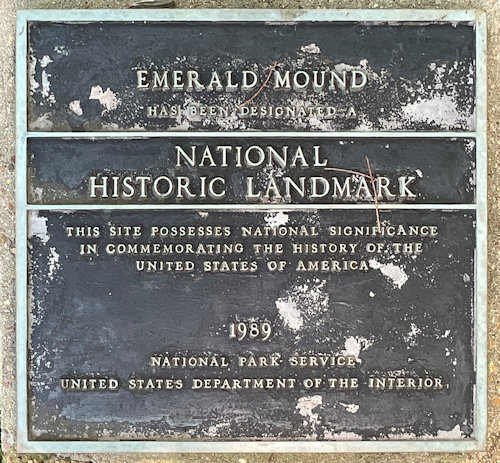 EMERALD MOUND
HAS BEEN DESIGNATED A
NATIONAL
HISTORIC LANDMARK
THIS SITE POSSESSES NATIONAL SIGNIFICANCE
IN COMMEMORATING THE HISTORY OF THE
UNITED STATES OF AMERICA
1989
NATIONAL PARK SERVICE
UNITED STATES DEPARTMENT OF THE INTERIOR